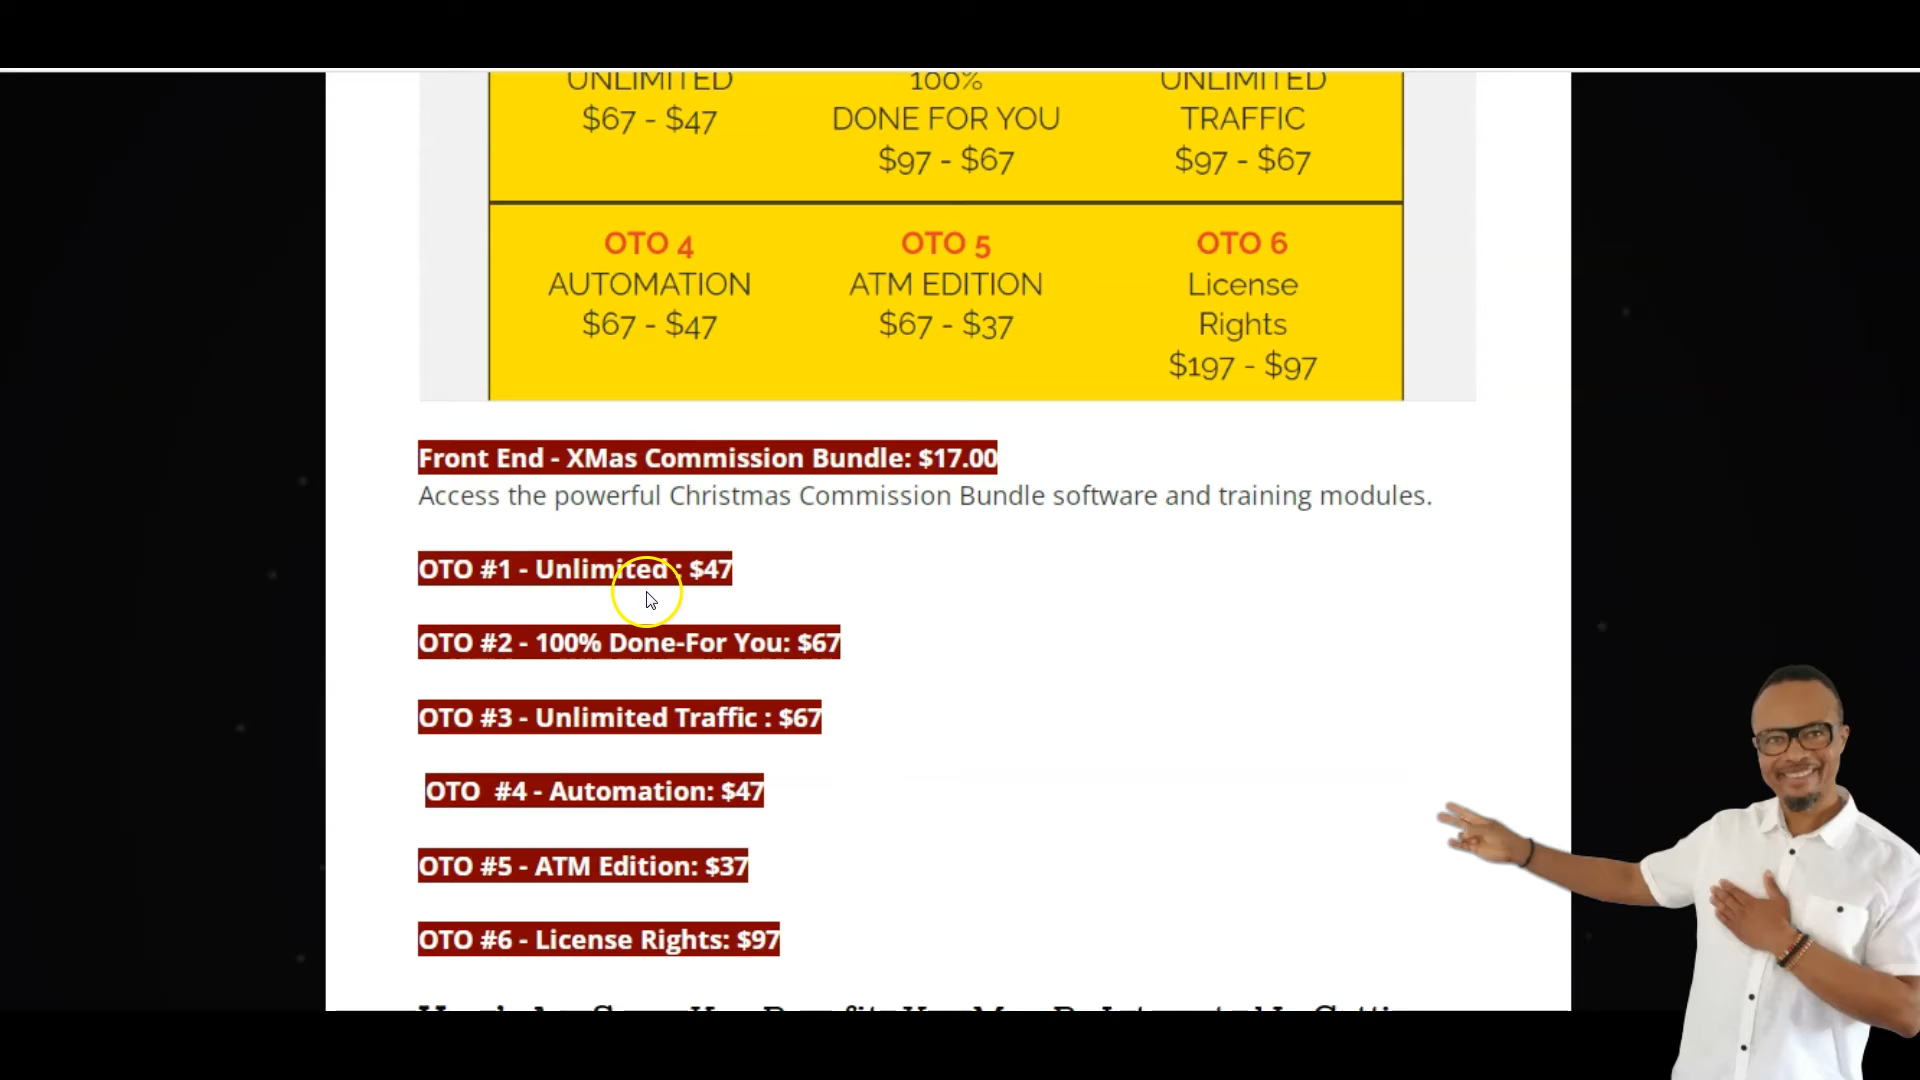 UNLIMITED 100% UNLIMITED
$67 - $47 DONE FOR YOU TRAFFIC
$97 - $67 $97 - $67
OTO 4 OTO 5 OTO 6
AUTOMATION ATM EDITION License
$67 - $47 $67 - $37 Rights
$197 - $97
Front End - XMas Commission Bundle: $17.00
Access the powerful Christmas Commission Bundle software and training modules.
OTO #1 - Unlimited : $47
OTO #2 - 100% Done-For You: $67
OTO #3 - Unlimited Traffic : $67
OTO #4 - Automation: $47
OTO #5 - ATM Edition: $37
OTO #6 - License Rights: $97